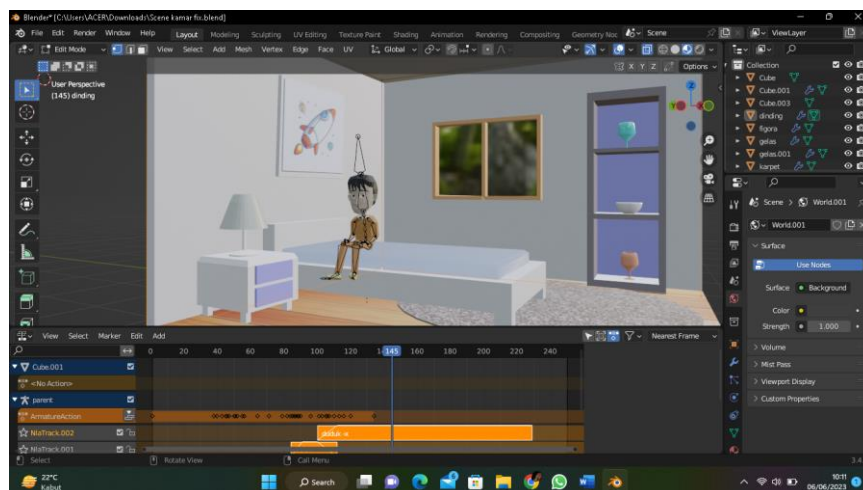 Blender* [C:\Users\ACER\Downloads\Scene kamar fix.blend]
File Edit Render Window Help Layout Modeling Sculpting UV Editing Texture Paint Shading Animation Rendering Compositing Geometry Noc Scene ViewLayer
Edit Mode View Select Add Mesh Vertex Edge Face UV Global
X Y Z Options
User Perspective
(145) dinding
Z
Collection
Cube
Cube.001
Cube.003
dinding
figora
gelas
gelas.001
karpet
Scene > World.001
World.001
Surface
Use Nodes
Surface Background
Color
Strength 1.000
Volume
Mist Pass
Viewport Display
Custom Properties
View Select Marker Edit Add Nearest Frame
0 20 40 60 80 100 120 145 160 180 200 220 240
Cube.001
<No Action>
parent
ArmatureAction
NlaTrack.002
NlaTrack.001
Select Rotate View Call Menu
22°C
Kabut
Search
10:11
06/06/2023